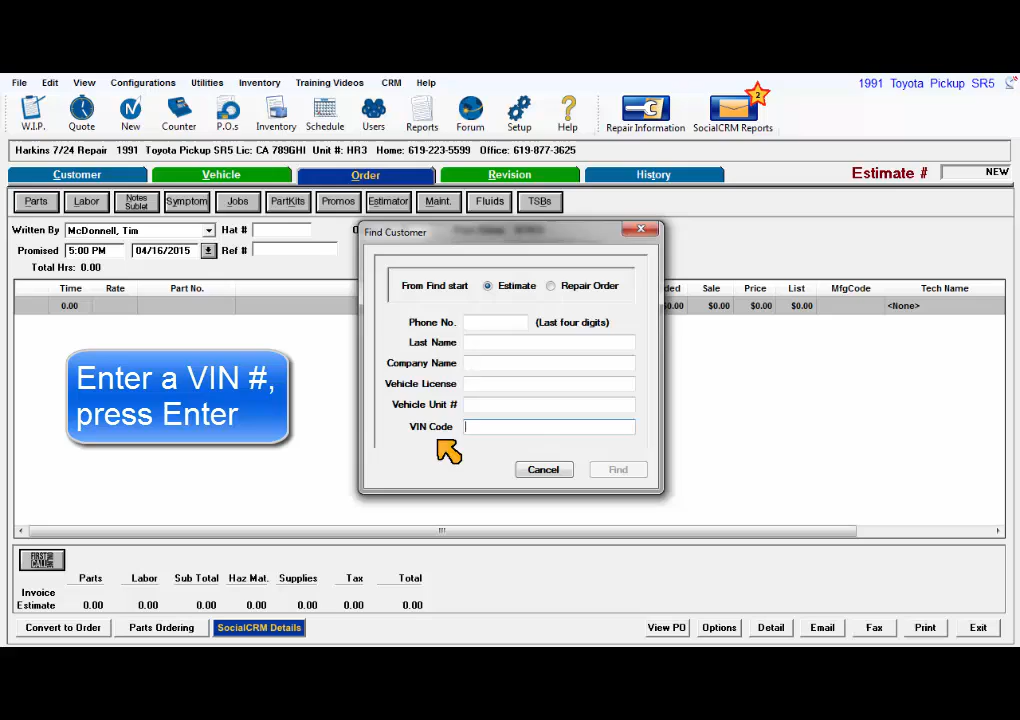 File Edit View Configurations Utilities Inventory Training Videos CRM Help 1991 Toyota Pickup SR5
2
W.I.P. Quote New Counter P.O.s Inventory Schedule Users Reports Forum Setup Help Repair Information SocialCRM Reports
Harkins 7/24 Repair 1991 Toyota Pickup SR5 Lic: CA 789GHI Unit #: HR3 Home: 619-223-5599 Office: 619-877-3625
Customer Vehicle Order Revision History Estimate # NEW
Parts Labor Notes Sublet Symptom Jobs PartKits Promos Estimator Maint. Fluids TSBs
Written By McDonnell, Tim Hat #
Promised 5:00 PM 04/16/2015 Ref #
Total Hrs: 0.00
Time Rate Part No. Sale Price List MfgCode Tech Name
0.00 $0.00 $0.00 $0.00 <None>
Find Customer
From Find start Estimate Repair Order
Phone No. (Last four digits)
Last Name
Company Name
Vehicle License
Vehicle Unit #
VIN Code
Cancel Find
Enter a VIN #,
press Enter
FIRST CALL
Parts Labor Sub Total Haz Mat. Supplies Tax Total
Invoice
Estimate 0.00 0.00 0.00 0.00 0.00 0.00 0.00
Convert to Order Parts Ordering SocialCRM Details View PO Options Detail Email Fax Print Exit